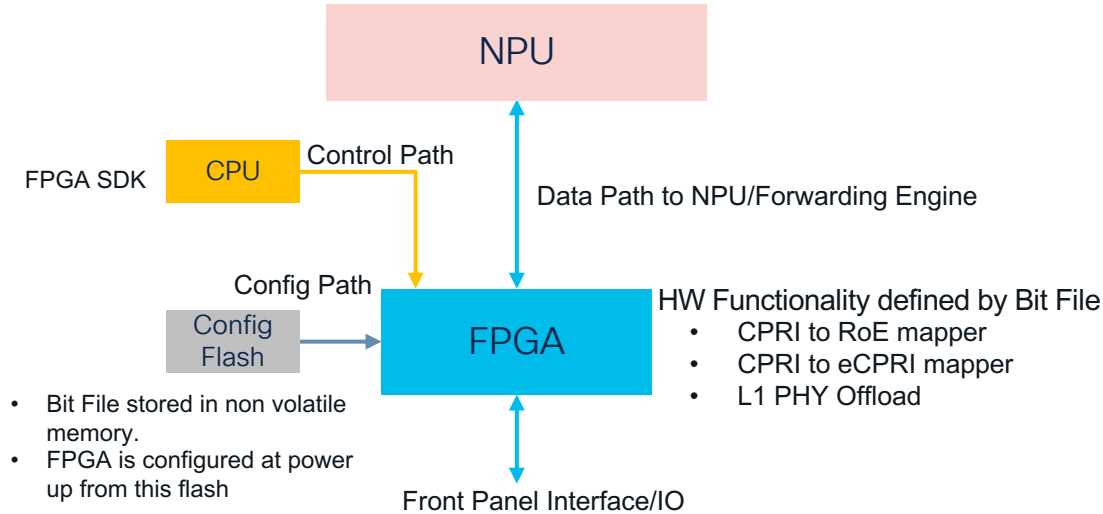 NPU
CPU
Control Path
FPGA SDK
Data Path to NPU/Forwarding Engine
Config Path
Config
Flash
FPGA
HW Functionality defined by Bit File
• CPRI to RoE mapper
• CPRI to eCPRI mapper
• L1 PHY Offload
• Bit File stored in non volatile
memory.
• FPGA is configured at power
up from this flash
Front Panel Interface/IO